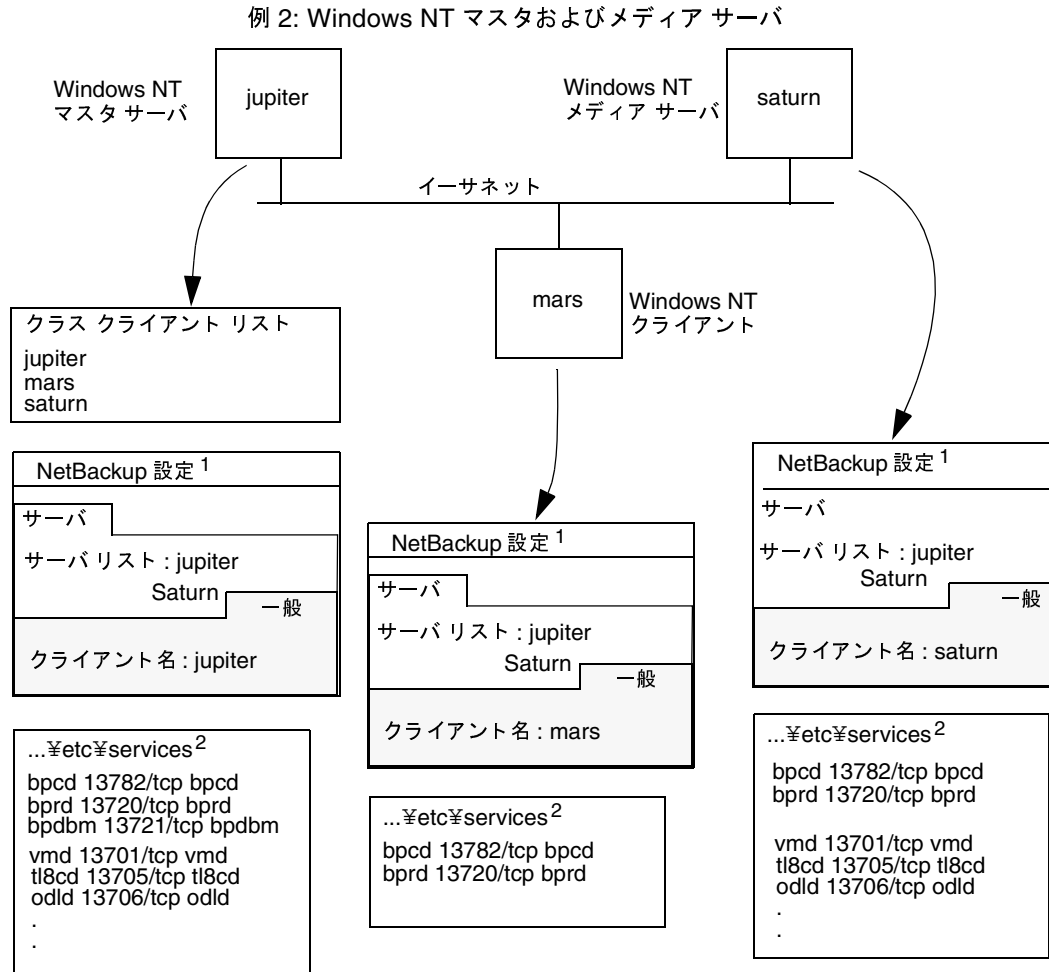 例 2: Windows NT マスタおよびメディア サーバ
Windows NT
マスタ サーバ
jupiter
Windows NT
メディア サーバ
saturn
イーサネット
mars
Windows NT
クライアント
クラス クライアント リスト
jupiter
mars
saturn
NetBackup 設定 1
サーバ
サーバ リスト : jupiter
Saturn
一般
クライアント名 : jupiter
NetBackup 設定 1
サーバ
サーバ リスト : jupiter
Saturn
一般
クライアント名 : mars
NetBackup 設定 1
サーバ
サーバ リスト : jupiter
Saturn
一般
クライアント名 : saturn
...¥etc¥services 2
bpcd 13782/tcp bpcd
bprd 13720/tcp bprd
bpdbm 13721/tcp bpdbm
vmd 13701/tcp vmd
tl8cd 13705/tcp tl8cd
odld 13706/tcp odld
.
.
...¥etc¥services 2
bpcd 13782/tcp bpcd
bprd 13720/tcp bprd
...¥etc¥services 2
bpcd 13782/tcp bpcd
bprd 13720/tcp bprd
vmd 13701/tcp vmd
tl8cd 13705/tcp tl8cd
odld 13706/tcp odld
.
.